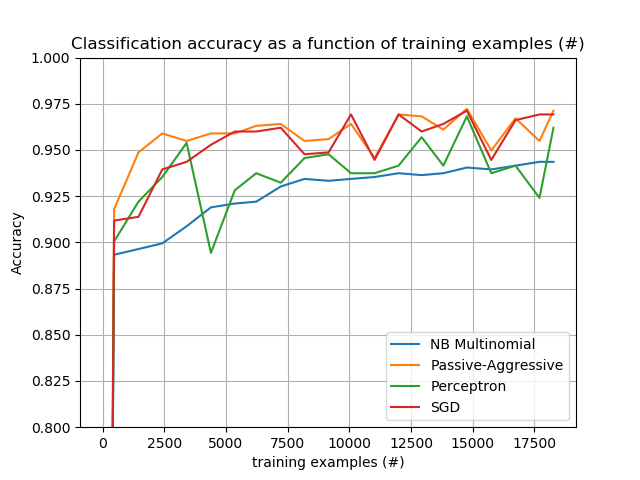 Classification accuracy as a function of training examples (#)
1.000
0.975
0.950
0.925
0.900
0.875
0.850
0.825
0.800
Accuracy
0 2500 5000 7500 10000 12500 15000 17500
training examples (#)
NB Multinomial
Passive-Aggressive
Perceptron
SGD